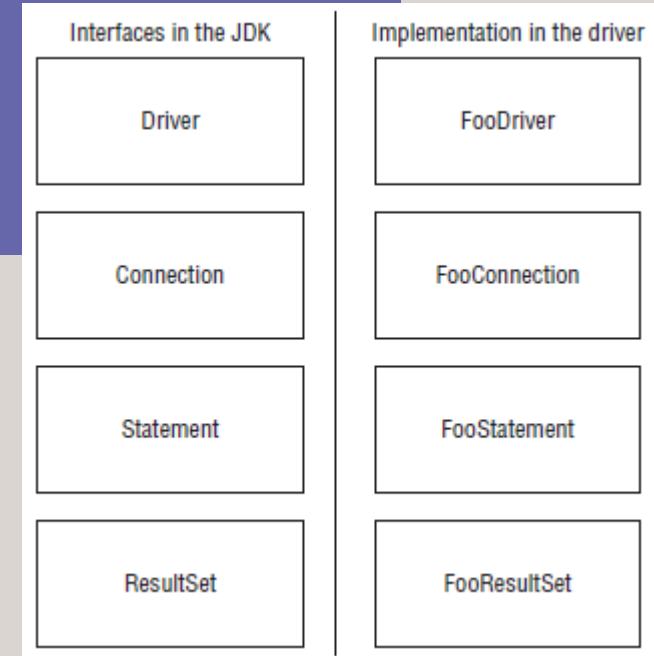 Interfaces in the JDK
Implementation in the driver
Driver
FooDriver
Connection
FooConnection
Statement
FooStatement
ResultSet
FooResultSet